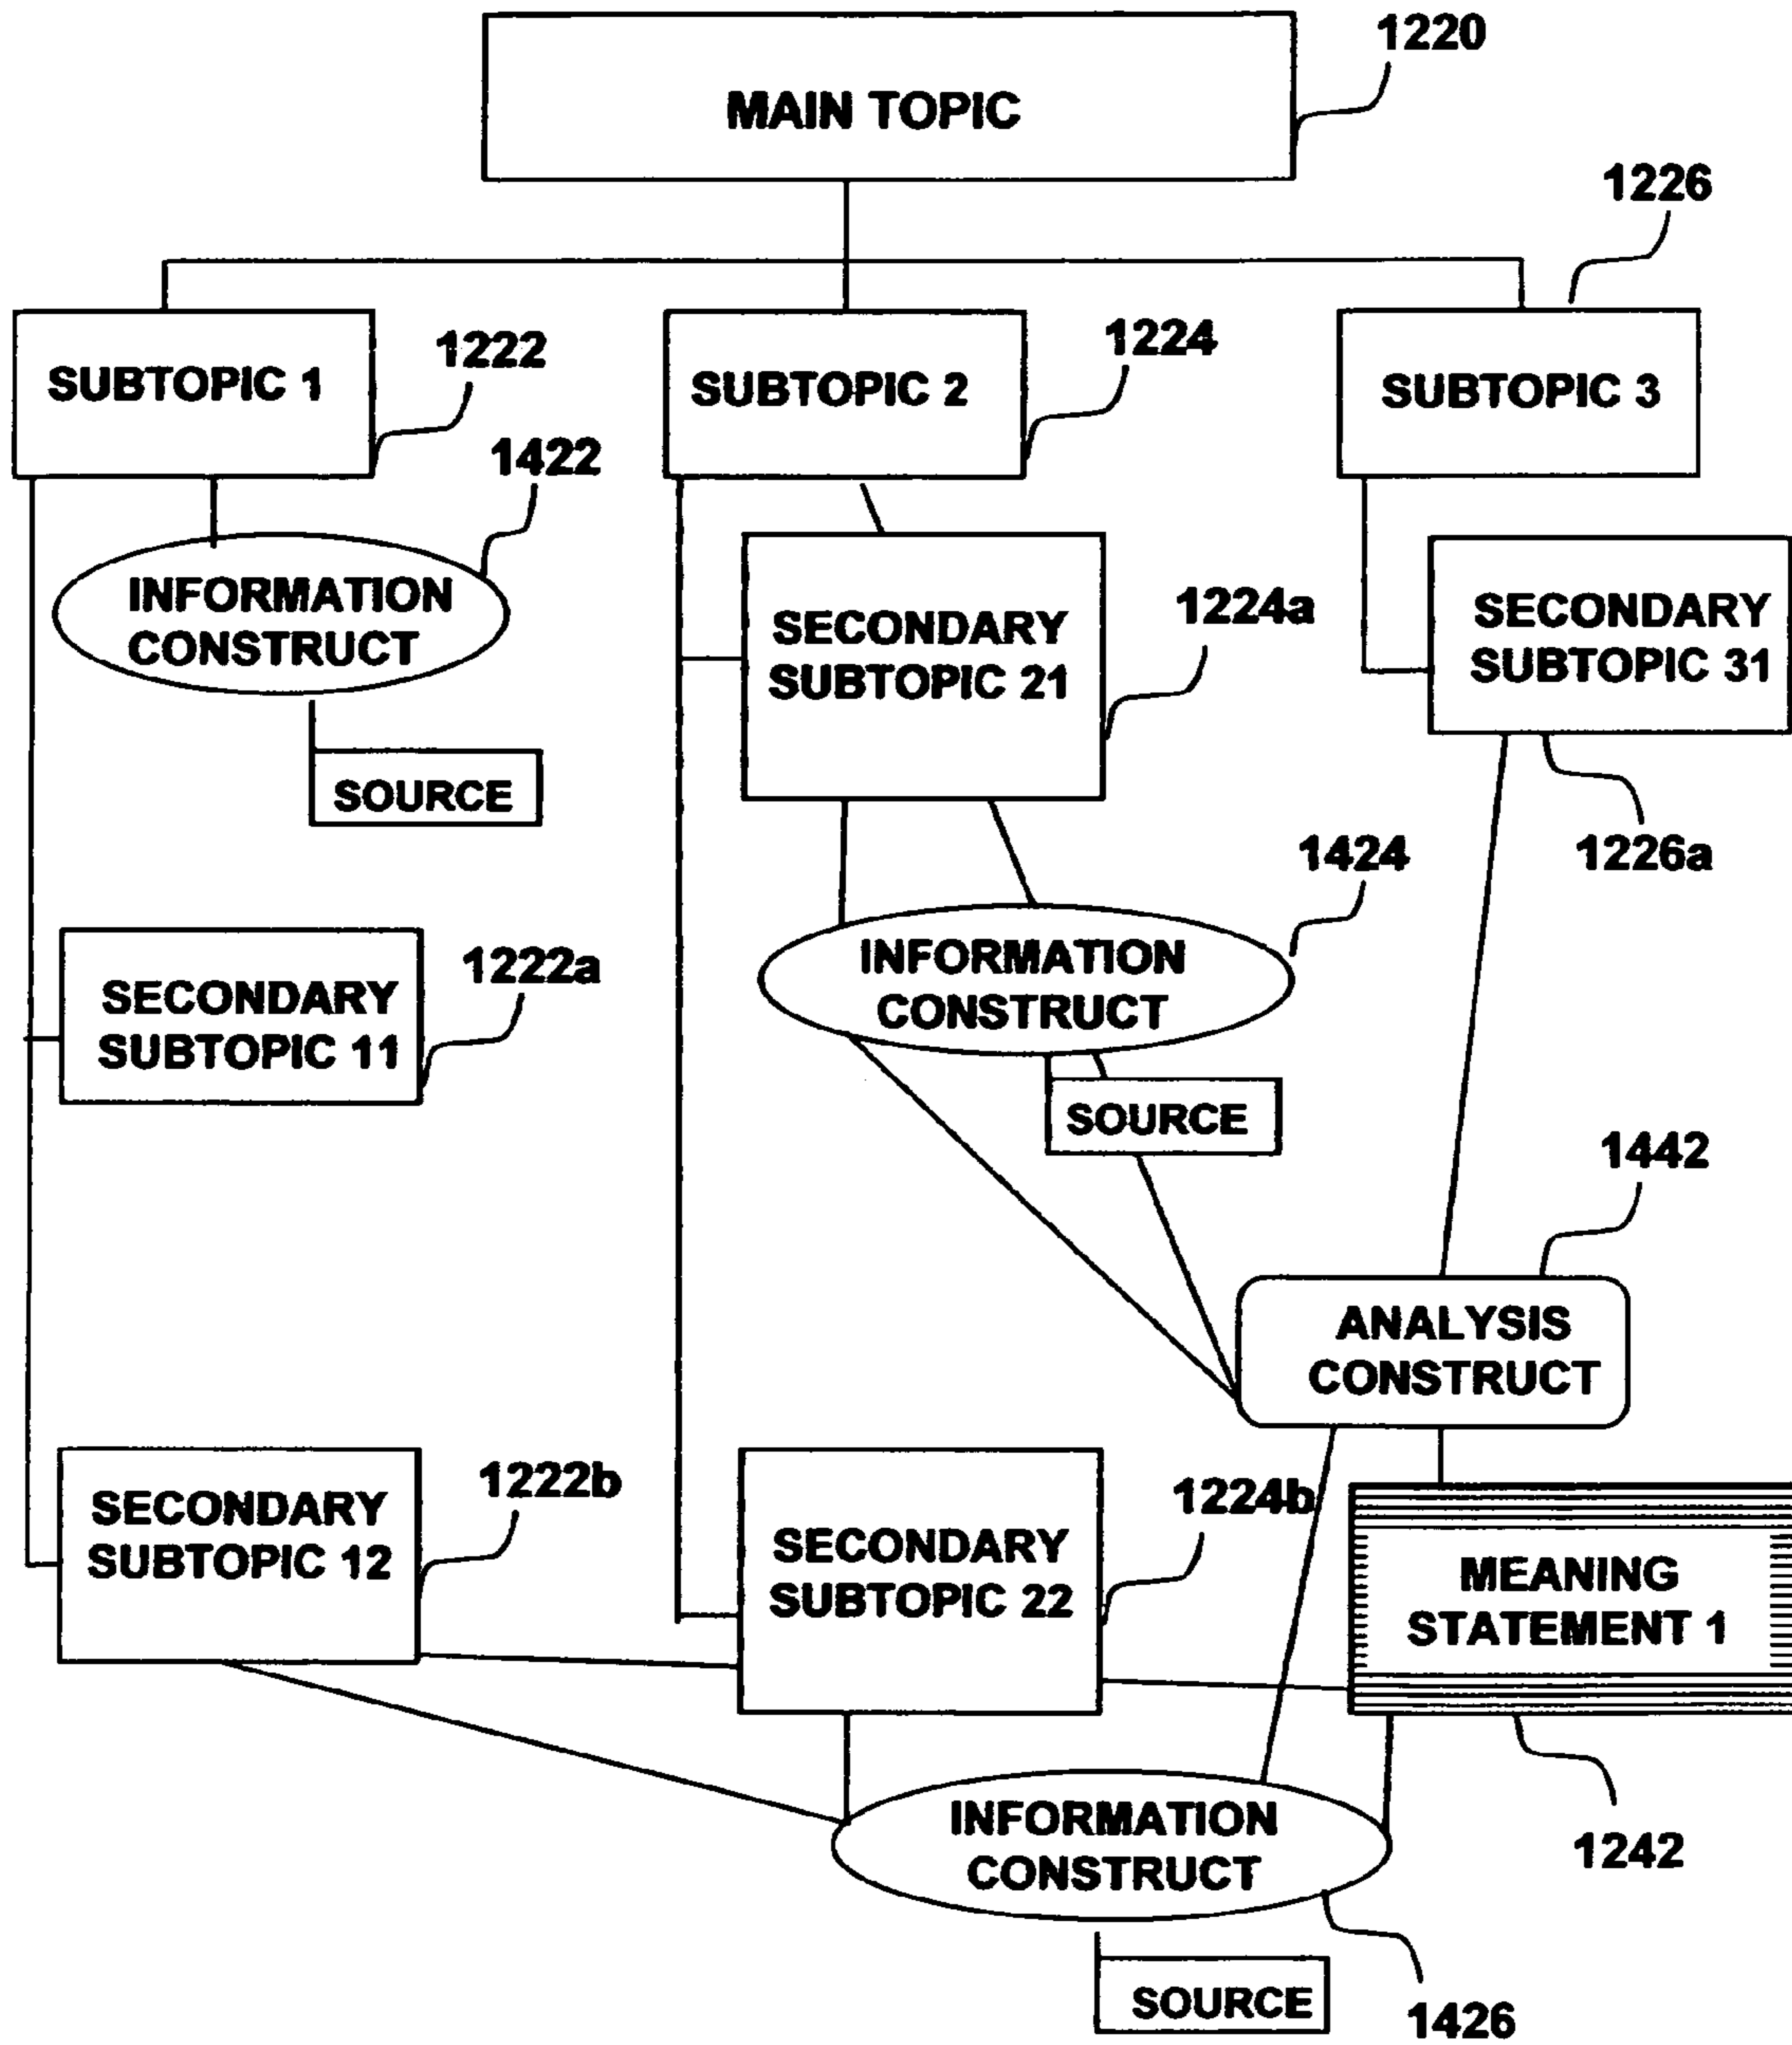 1220
MAIN TOPIC
1226
SUBTOPIC 1
1222
SUBTOPIC 2
1224
SUBTOPIC 3
1422
INFORMATION
CONSTRUCT
SOURCE
SECONDARY
SUBTOPIC 21
1224a
SECONDARY
SUBTOPIC 31
1226a
1424
INFORMATION
CONSTRUCT
SOURCE
SECONDARY
SUBTOPIC 11
1222a
1442
ANALYSIS
CONSTRUCT
SECONDARY
SUBTOPIC 12
1222b
SECONDARY
SUBTOPIC 22
1224b
MEANING
STATEMENT 1
1242
INFORMATION
CONSTRUCT
SOURCE
1426